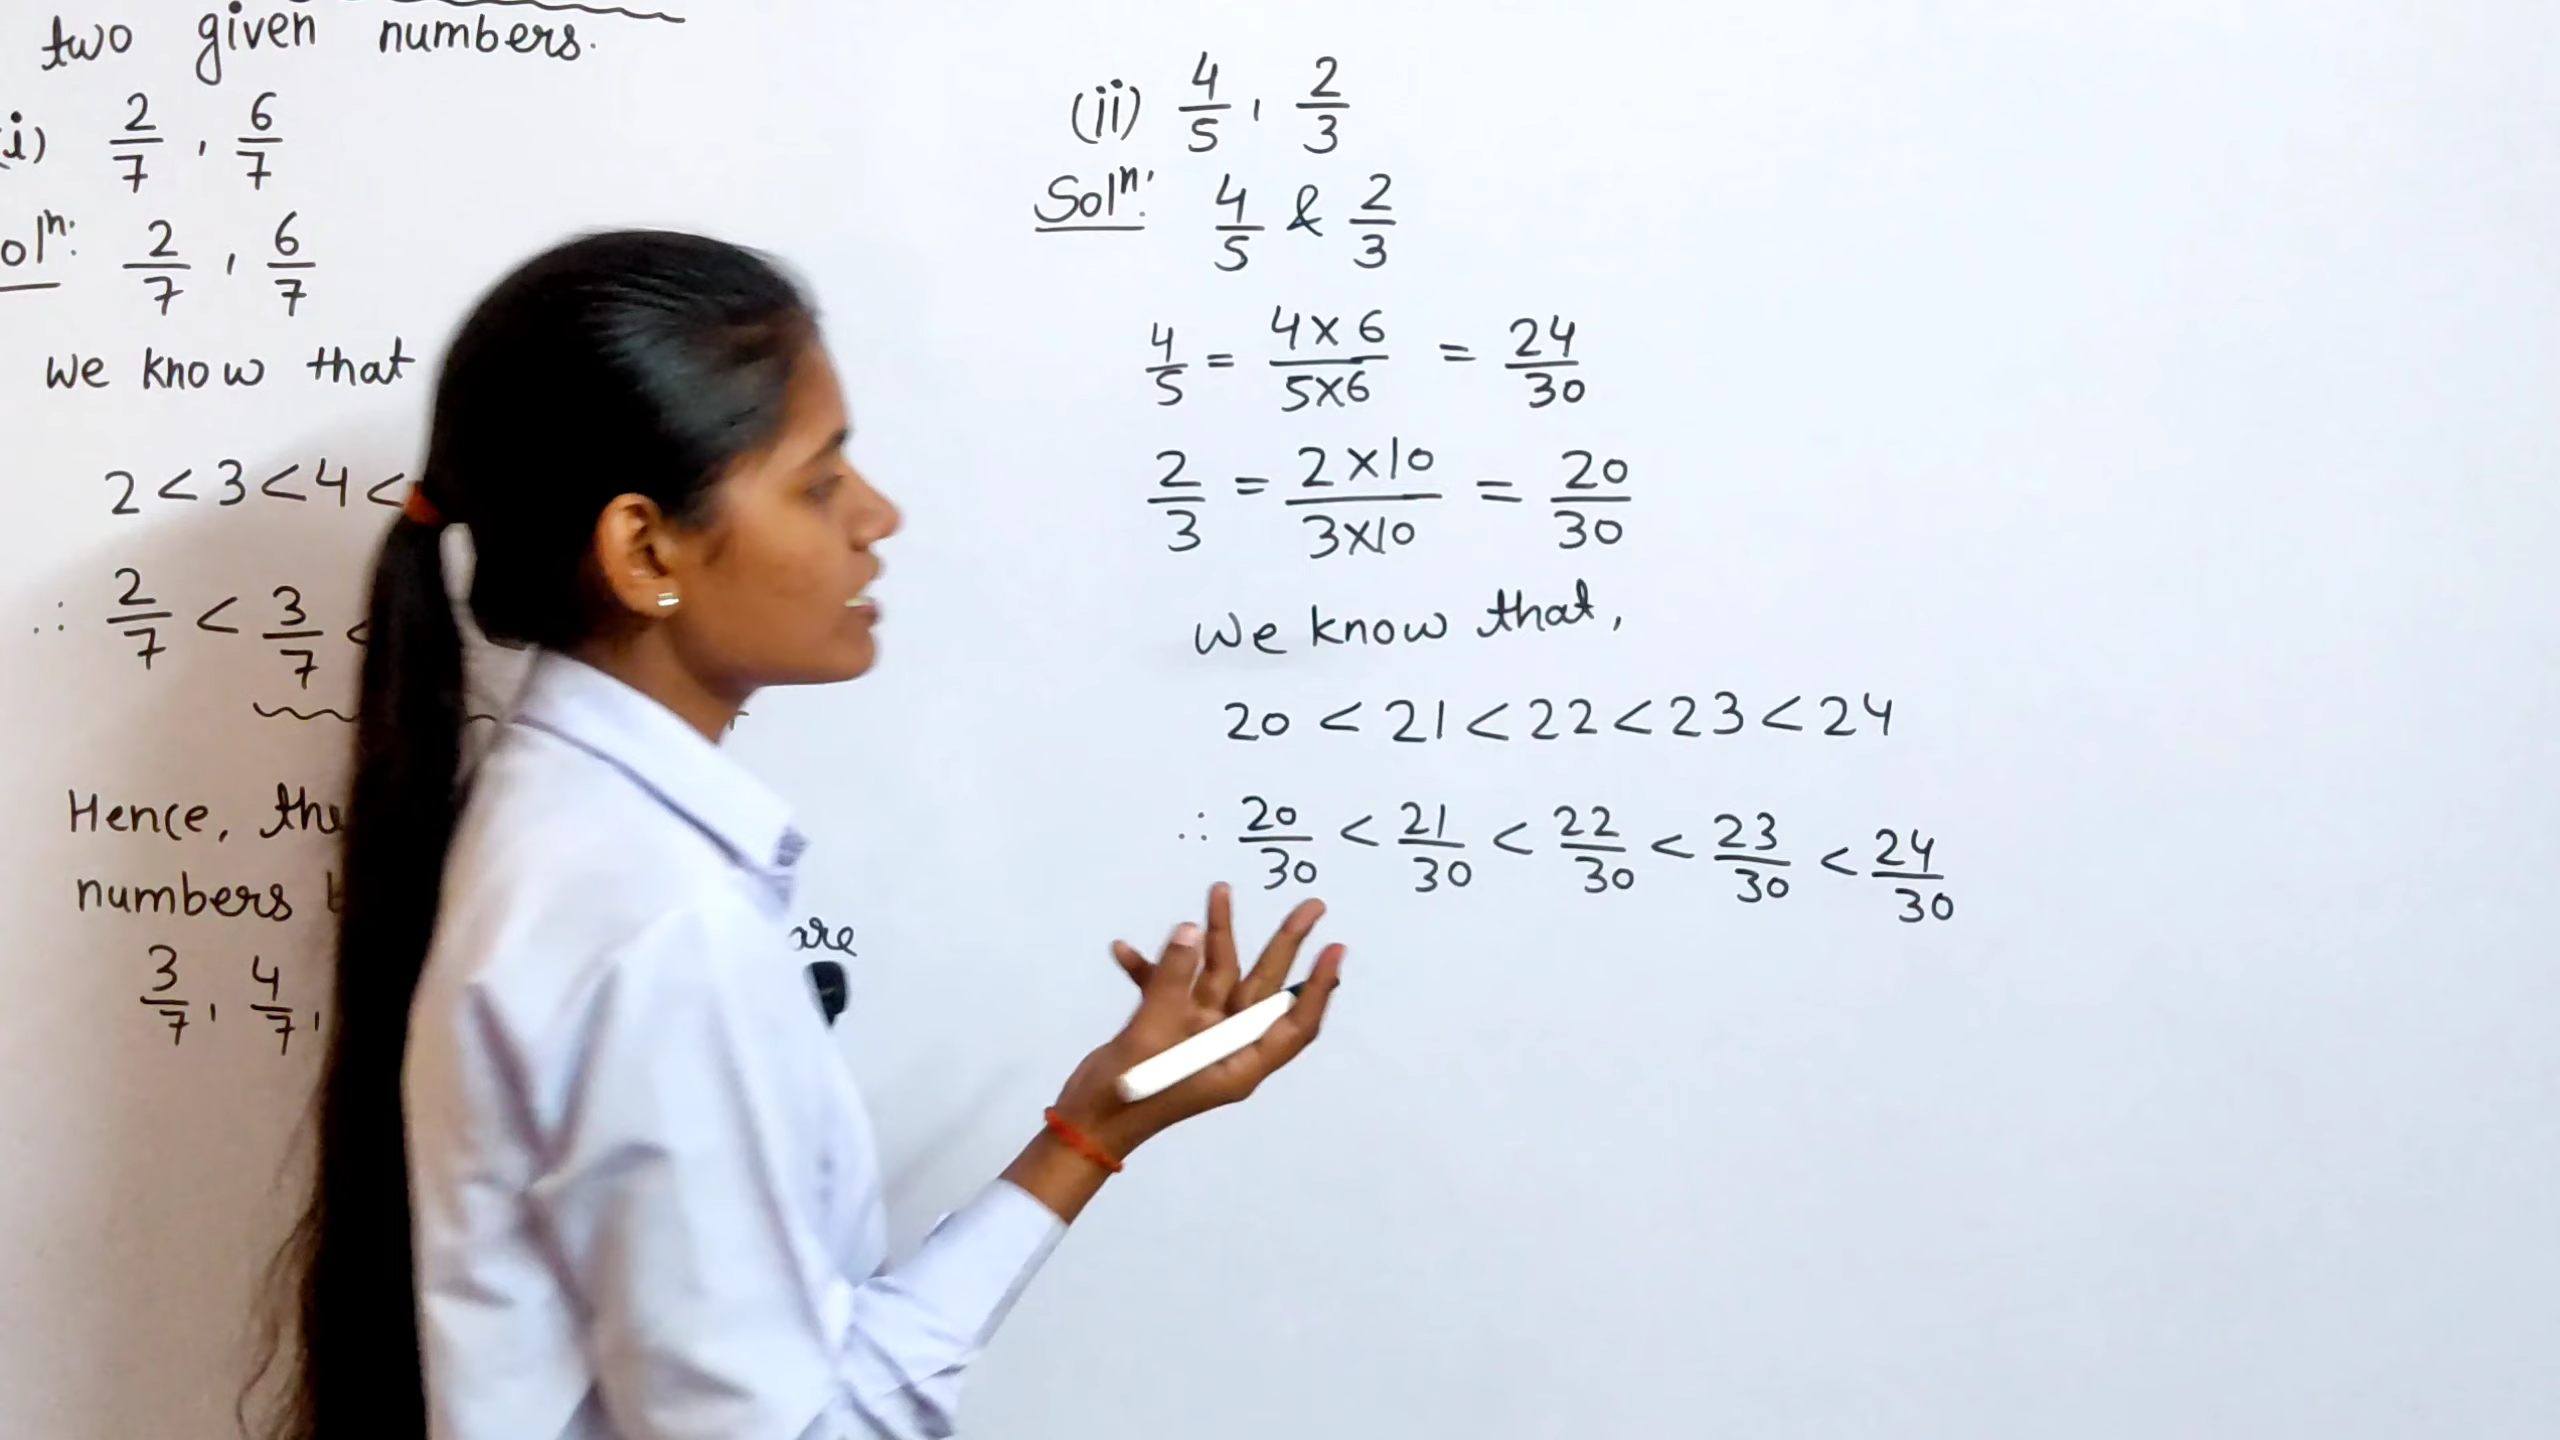 two given numbers.
(i) 2/7, 6/7
olⁿ: 2/7, 6/7
we know that
2 < 3 < 4 <
∴ 2/7 < 3/7 <
Hence,
numbers
are
3/7, 4/7,
(ii) 4/5, 2/3
Solⁿ: 4/5 & 2/3
4/5 = 4×6/5×6 = 24/30
2/3 = 2×10/3×10 = 20/30
we know that,
20 < 21 < 22 < 23 < 24
∴ 20/30 < 21/30 < 22/30 < 23/30 < 24/30